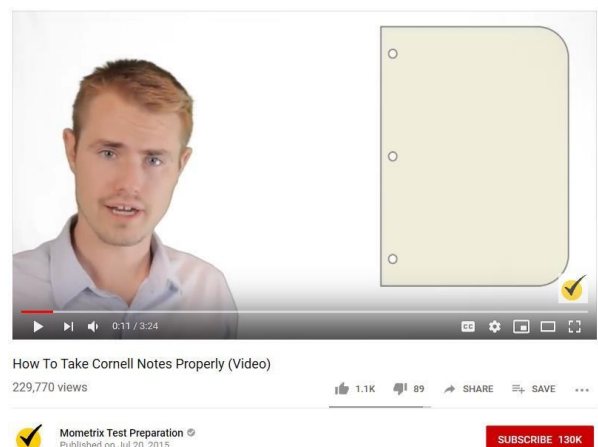 0:11 / 3:24
CC
How To Take Cornell Notes Properly (Video)
229,770 views
1.1K 89 SHARE SAVE
Mometrix Test Preparation
Published on Jul 20, 2015
SUBSCRIBE 130K